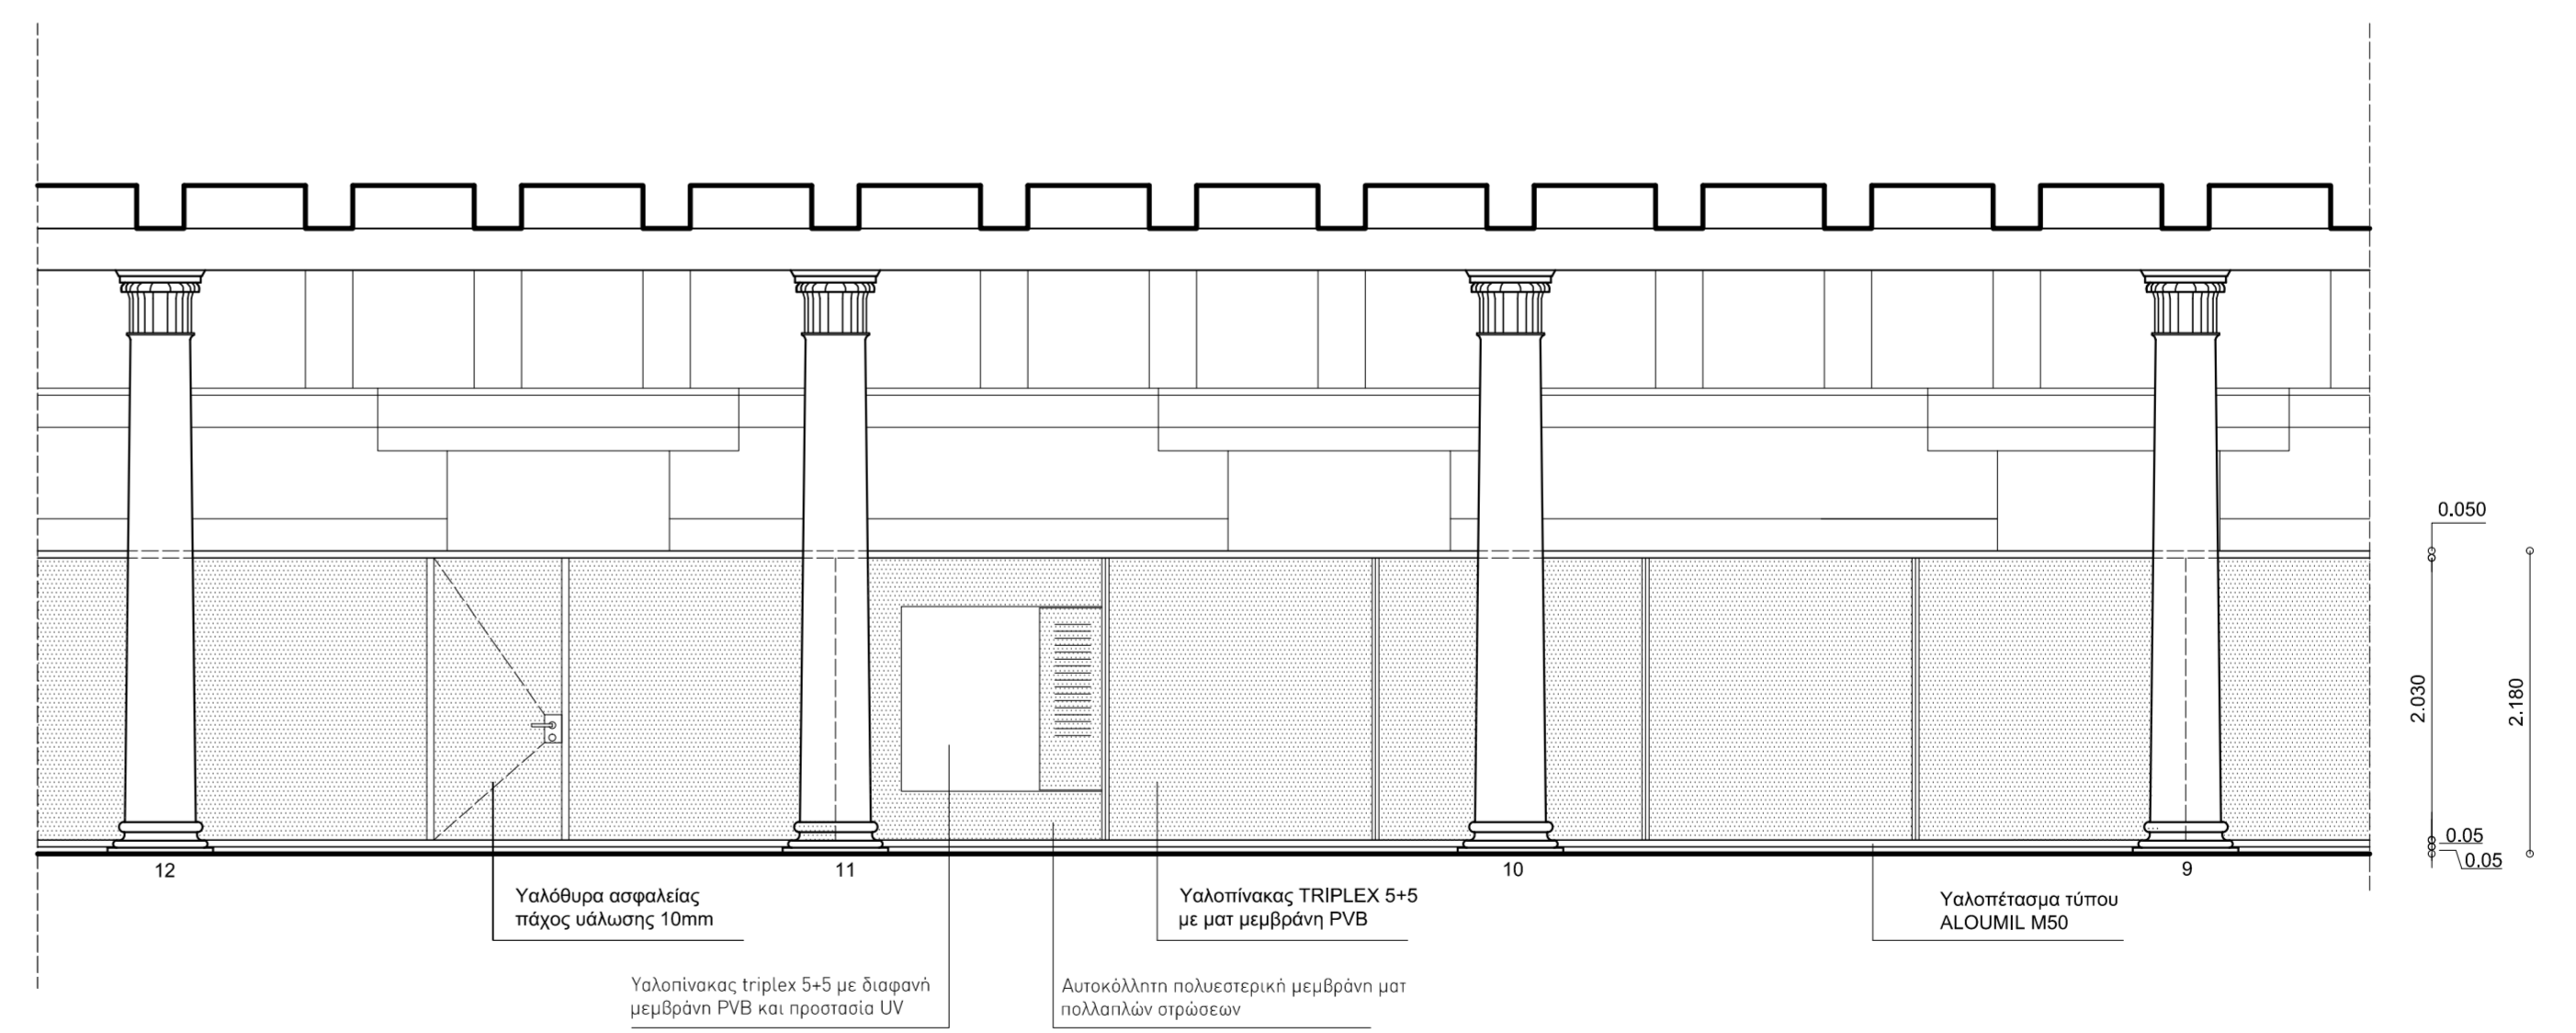 0.050
2.030
2.180
0.05
0.05
12
11
10
9
Υαλόθυρα ασφαλείας
πάχος υάλωσης 10mm
Υαλοπίνακας TRIPLEX 5+5
με ματ μεμβράνη PVB
Υαλοπέτασμα τύπου
ALOUMIL M50
Υαλοπίνακας triplex 5+5 με διαφανή
μεμβράνη PVB και προστασία UV
Αυτοκόλλητη πολυεστερική μεμβράνη ματ
πολλαπλών στρώσεων